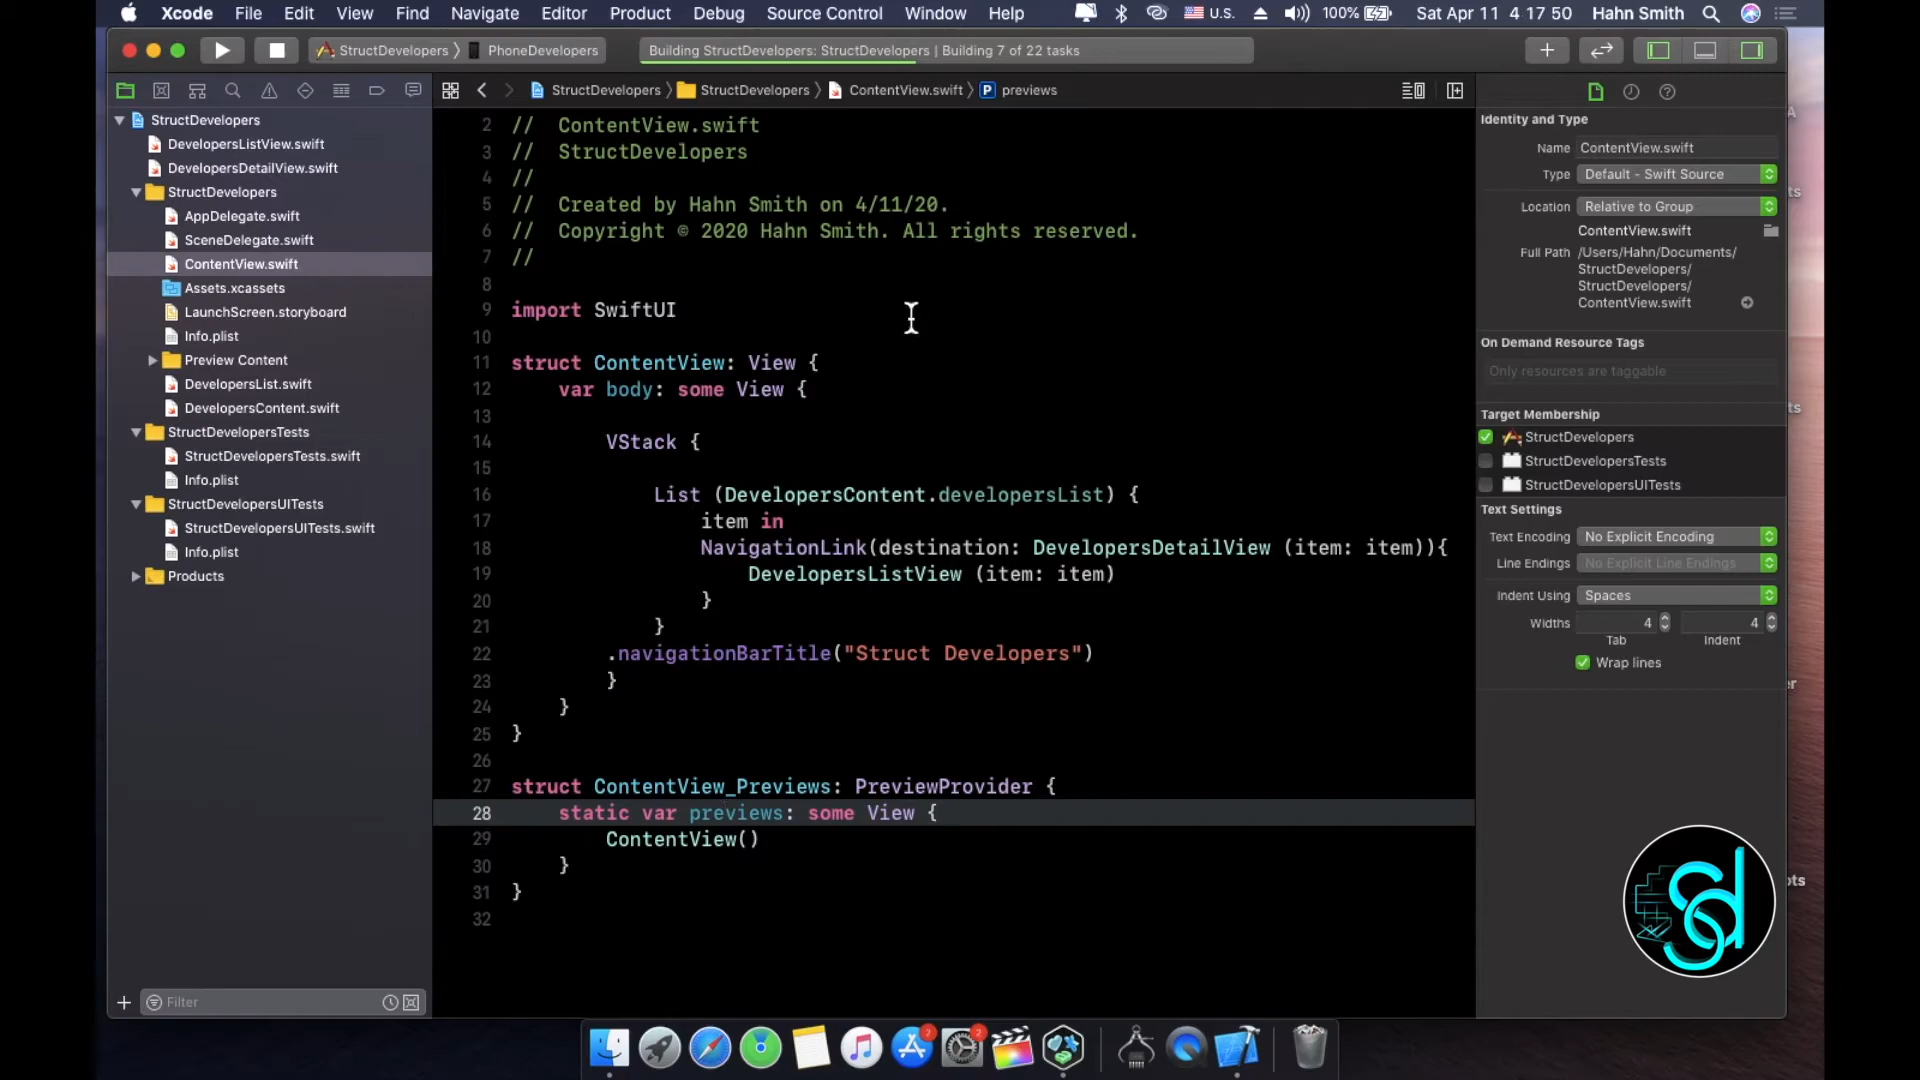 Xcode File Edit View Find Navigate Editor Product Debug Source Control Window Help U.S. 100% Sat Apr 11 4 17 50 Hahn Smith
StructDevelopers PhoneDevelopers Building StructDevelopers: StructDevelopers | Building 7 of 22 tasks
StructDevelopers StructDevelopers ContentView.swift P previews
StructDevelopers
DevelopersListView.swift
DevelopersDetailView.swift
StructDevelopers
AppDelegate.swift
SceneDelegate.swift
ContentView.swift
Assets.xcassets
LaunchScreen.storyboard
Info.plist
Preview Content
DevelopersList.swift
DevelopersContent.swift
StructDevelopersTests
StructDevelopersTests.swift
Info.plist
StructDevelopersUITests
StructDevelopersUITests.swift
Info.plist
Products
Filter
2 // ContentView.swift
3 // StructDevelopers
4 //
5 // Created by Hahn Smith on 4/11/20.
6 // Copyright © 2020 Hahn Smith. All rights reserved.
7 //
8
9 import SwiftUI
10
11 struct ContentView: View {
12 var body: some View {
13
14 VStack {
15
16 List (DevelopersContent.developersList) {
17 item in
18 NavigationLink(destination: DevelopersDetailView (item: item)){
19 DevelopersListView (item: item)
20 }
21 }
22 .navigationBarTitle("Struct Developers")
23 }
24 }
25 }
26
27 struct ContentView_Previews: PreviewProvider {
28 static var previews: some View {
29 ContentView()
30 }
31 }
32
Identity and Type
Name ContentView.swift
Type Default - Swift Source
Location Relative to Group
ContentView.swift
Full Path /Users/Hahn/Documents/
StructDevelopers/
StructDevelopers/
ContentView.swift
On Demand Resource Tags
Only resources are taggable
Target Membership
StructDevelopers
StructDevelopersTests
StructDevelopersUITests
Text Settings
Text Encoding No Explicit Encoding
Line Endings No Explicit Line Endings
Indent Using Spaces
Widths 4 4
Tab Indent
Wrap lines
sd
2 2